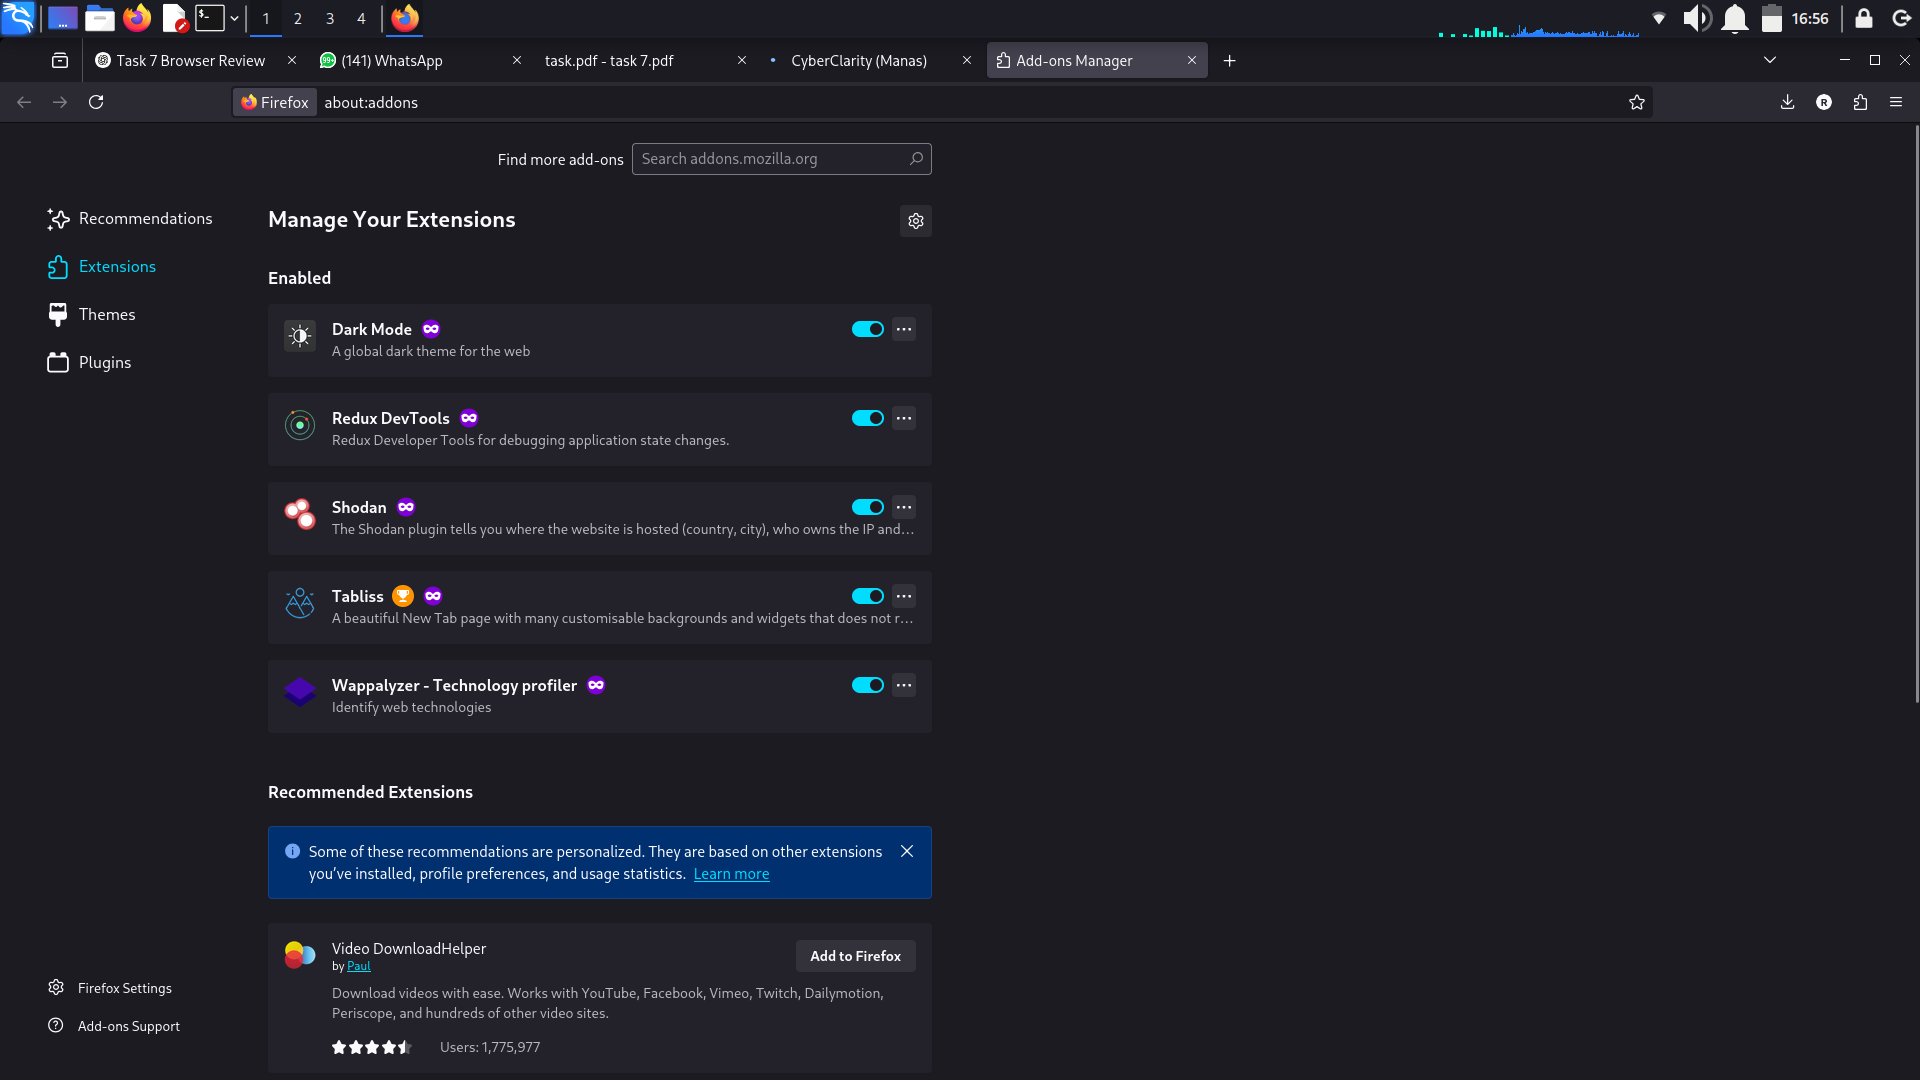 1 2 3 4 16:56
Task 7 Browser Review (141) WhatsApp task.pdf - task 7.pdf CyberClarity (Manas) Add-ons Manager
Firefox about:addons
Find more add-ons Search addons.mozilla.org
Recommendations
Extensions
Themes
Plugins
Manage Your Extensions
Enabled
Dark Mode
A global dark theme for the web
Redux DevTools
Redux Developer Tools for debugging application state changes.
Shodan
The Shodan plugin tells you where the website is hosted (country, city), who owns the IP and…
Tabliss
A beautiful New Tab page with many customisable backgrounds and widgets that does not r…
Wappalyzer - Technology profiler
Identify web technologies
Recommended Extensions
Some of these recommendations are personalized. They are based on other extensions
you've installed, profile preferences, and usage statistics. Learn more
Video DownloadHelper
by Paul
Add to Firefox
Download videos with ease. Works with YouTube, Facebook, Vimeo, Twitch, Dailymotion,
Periscope, and hundreds of other video sites.
Users: 1,775,977
Firefox Settings
Add-ons Support